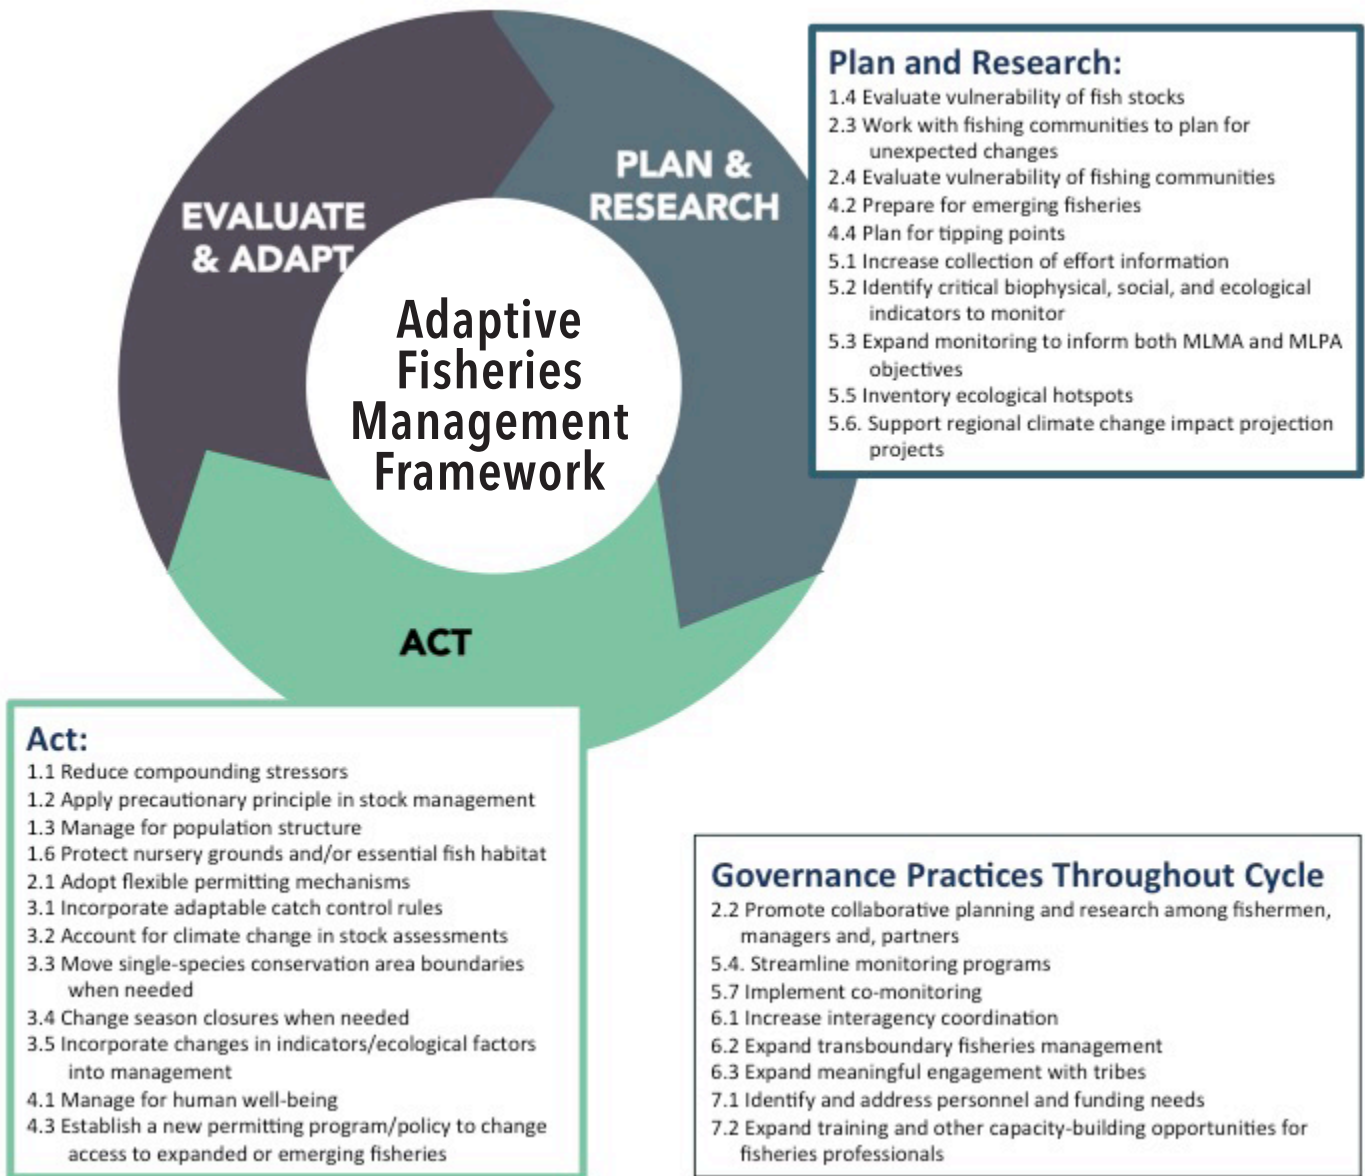 EVALUATE
& ADAPT
PLAN &
RESEARCH
Adaptive
Fisheries
Management
Framework
ACT
Plan and Research:
1.4 Evaluate vulnerability of fish stocks
2.3 Work with fishing communities to plan for
unexpected changes
2.4 Evaluate vulnerability of fishing communities
4.2 Prepare for emerging fisheries
4.4 Plan for tipping points
5.1 Increase collection of effort information
5.2 Identify critical biophysical, social, and ecological
indicators to monitor
5.3 Expand monitoring to inform both MLMA and MLPA
objectives
5.5 Inventory ecological hotspots
5.6. Support regional climate change impact projection
projects
Act:
1.1 Reduce compounding stressors
1.2 Apply precautionary principle in stock management
1.3 Manage for population structure
1.6 Protect nursery grounds and/or essential fish habitat
2.1 Adopt flexible permitting mechanisms
3.1 Incorporate adaptable catch control rules
3.2 Account for climate change in stock assessments
3.3 Move single-species conservation area boundaries
when needed
3.4 Change season closures when needed
3.5 Incorporate changes in indicators/ecological factors
into management
4.1 Manage for human well-being
4.3 Establish a new permitting program/policy to change
access to expanded or emerging fisheries
Governance Practices Throughout Cycle
2.2 Promote collaborative planning and research among fishermen,
managers and, partners
5.4. Streamline monitoring programs
5.7 Implement co-monitoring
6.1 Increase interagency coordination
6.2 Expand transboundary fisheries management
6.3 Expand meaningful engagement with tribes
7.1 Identify and address personnel and funding needs
7.2 Expand training and other capacity-building opportunities for
fisheries professionals